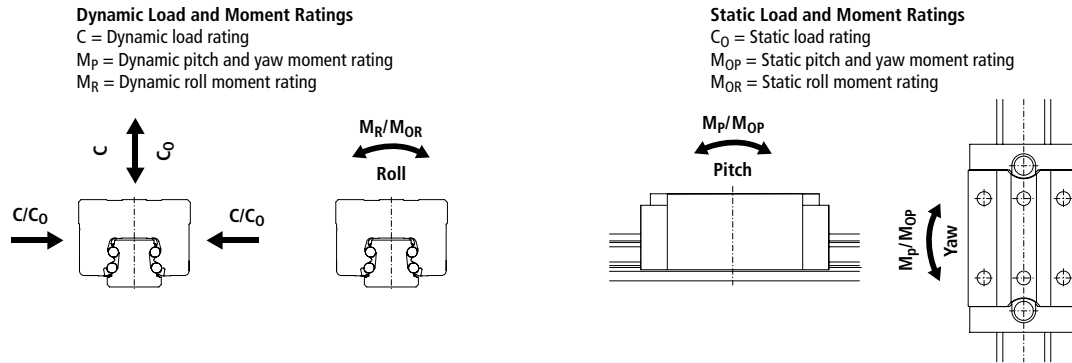 Dynamic Load and Moment Ratings
C = Dynamic load rating
M_P = Dynamic pitch and yaw moment rating
M_R = Dynamic roll moment rating
Static Load and Moment Ratings
C_O = Static load rating
M_OP = Static pitch and yaw moment rating
M_OR = Static roll moment rating
C
C_O
C/C_O
C/C_O
M_R/M_OR
Roll
M_P/M_OP
Pitch
M_p/M_OP
Yaw